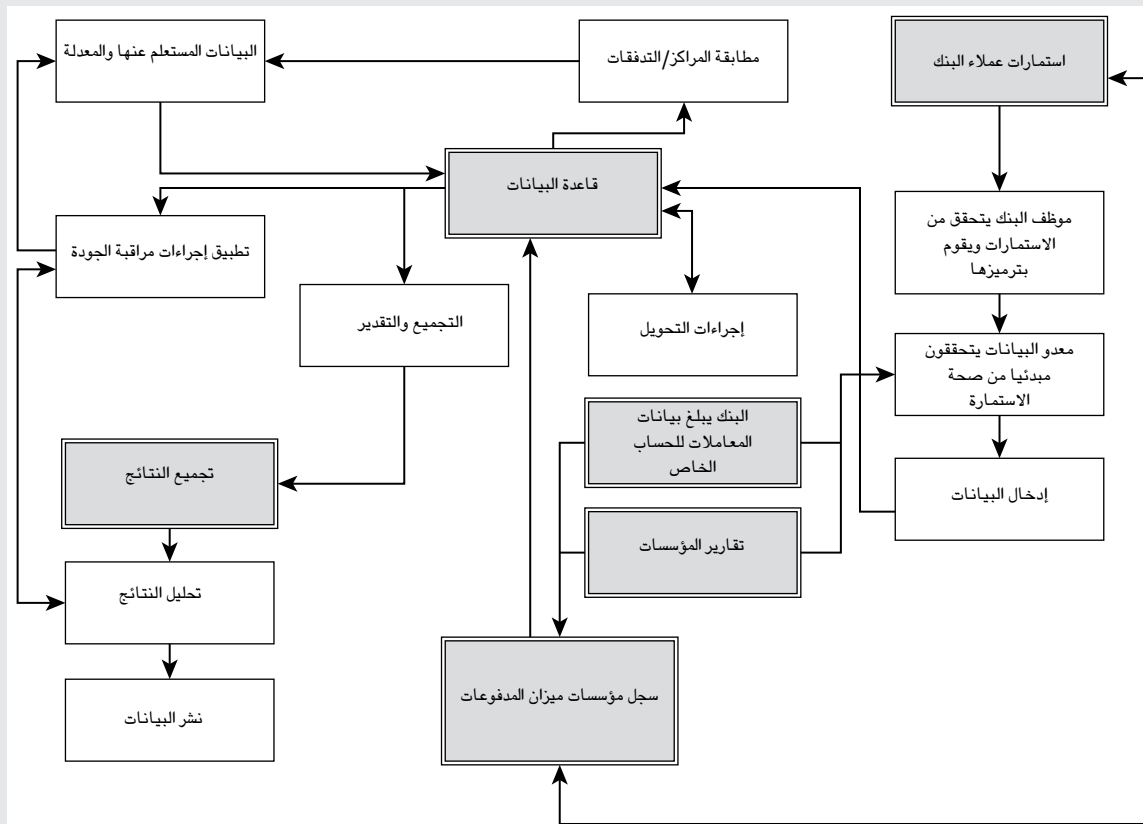 استمارات عملاء البنك
مطابقة المراكز/التدفقات
البيانات المستعلم عنها والمعدلة
قاعدة البيانات
موظف البنك يتحقق من
الاستمارات ويقوم
بترميزها
تطبيق إجراءات مراقبة الجودة
إجراءات التحويل
التجميع والتقدير
معدو البيانات يتحققون
مبدئيا من صحة
الاستمارة
البنك يبلغ بيانات
المعاملات للحساب
الخاص
تجميع النتائج
إدخال البيانات
تقارير المؤسسات
تحليل النتائج
سجل مؤسسات ميزان المدفوعات
نشر البيانات